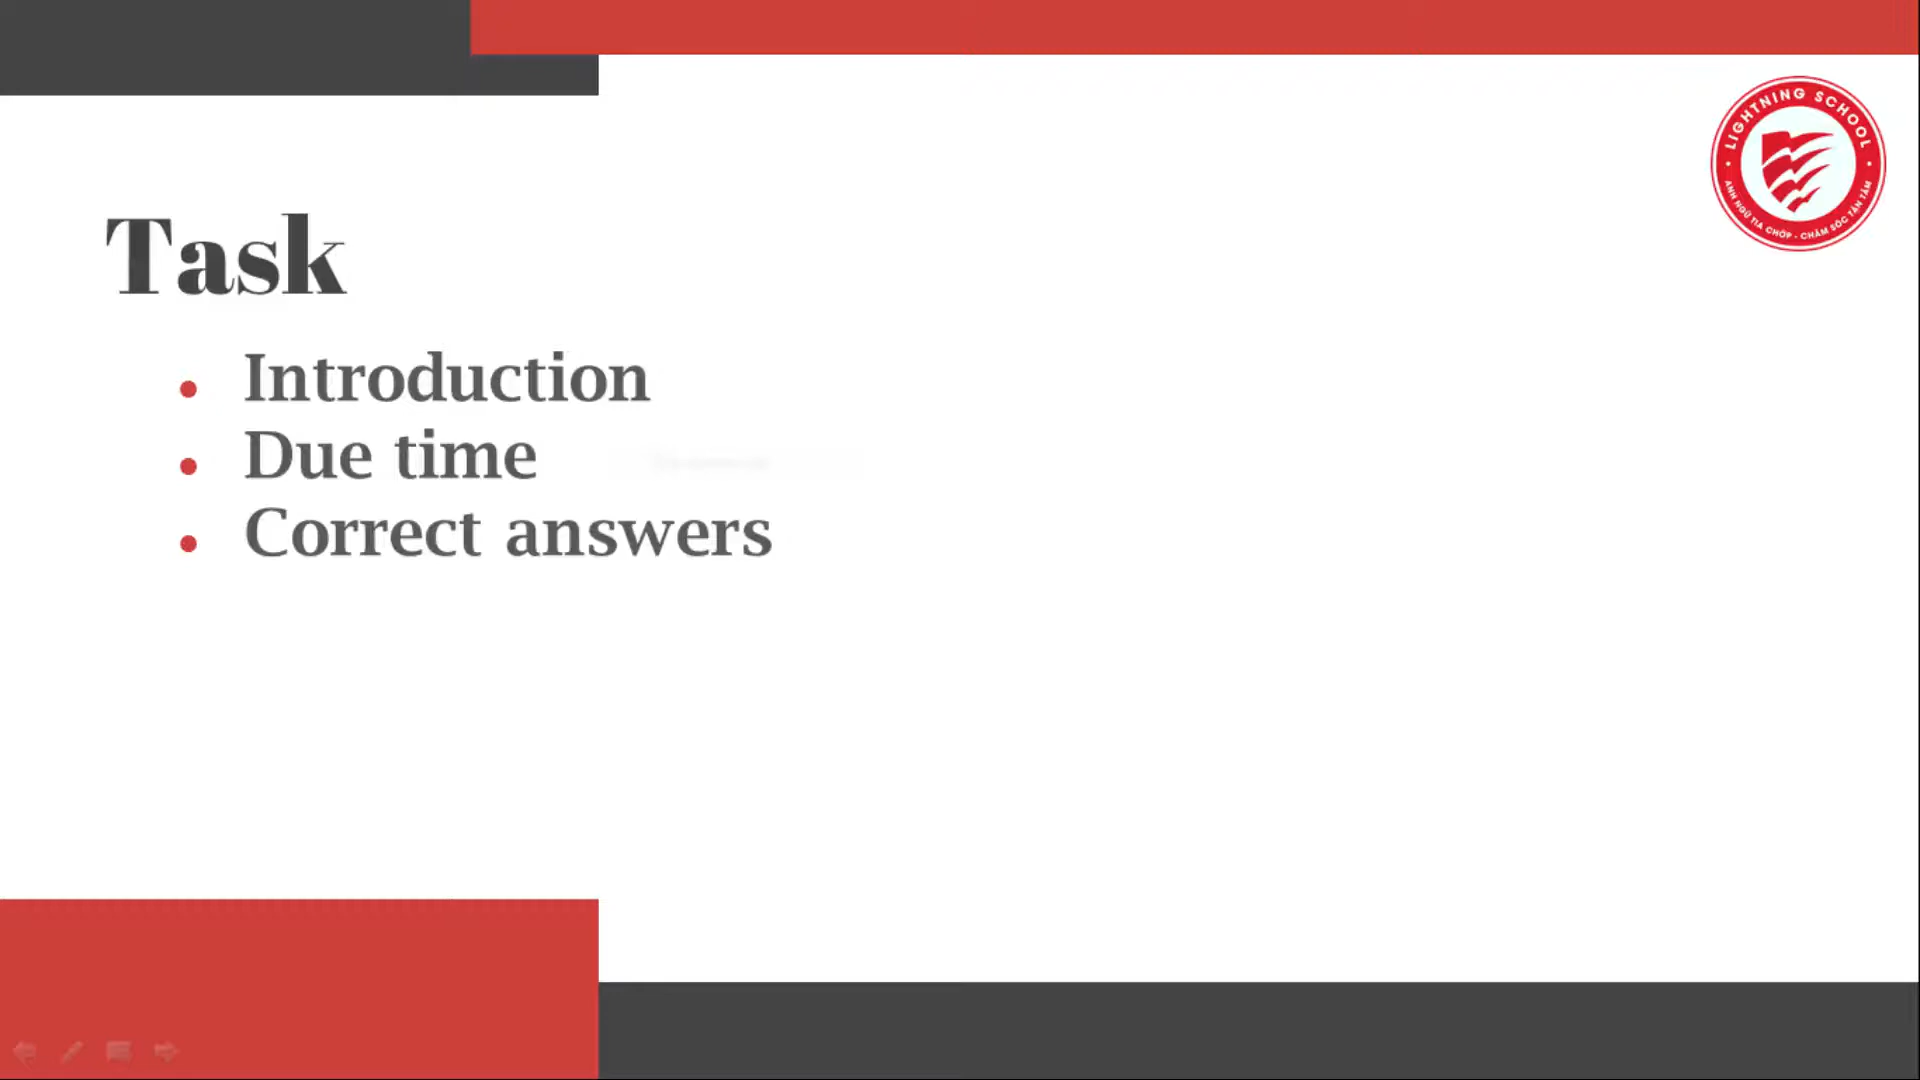 LIGHTNING SCHOOL
ANH NGỮ TIA CHỚP - CHĂM SÓC TẬN TÂM
Task
Introduction
Due time
Correct answers